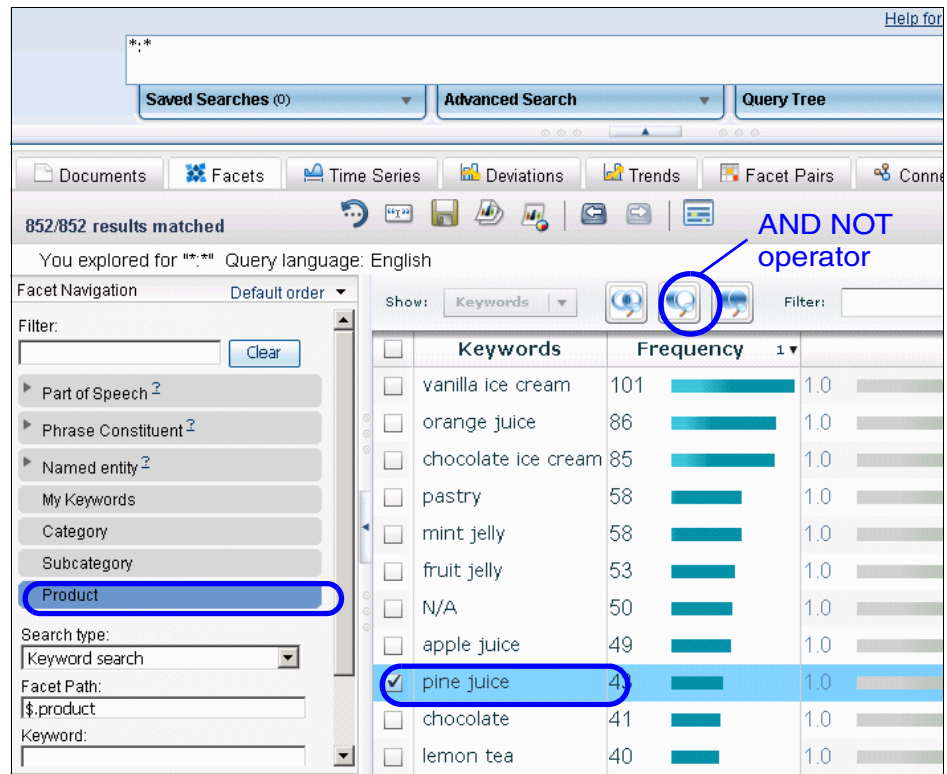 Help for
*:*
Saved Searches (0)
Advanced Search
Query Tree
Documents
Facets
Time Series
Deviations
Trends
Facet Pairs
Conne
852/852 results matched
AND NOT
operator
You explored for "*:*" Query language: English
Facet Navigation
Default order
Show:
Keywords
Filter:
Filter:
Clear
Keywords
Frequency
1
Part of Speech ?
Phrase Constituent ?
Named entity ?
My Keywords
Category
Subcategory
Product
Search type:
Keyword search
Facet Path:
$.product
Keyword:
vanilla ice cream 101 1.0
orange juice 86 1.0
chocolate ice cream 85 1.0
pastry 58 1.0
mint jelly 58 1.0
fruit jelly 53 1.0
N/A 50 1.0
apple juice 49 1.0
pine juice 43 1.0
chocolate 41 1.0
lemon tea 40 1.0